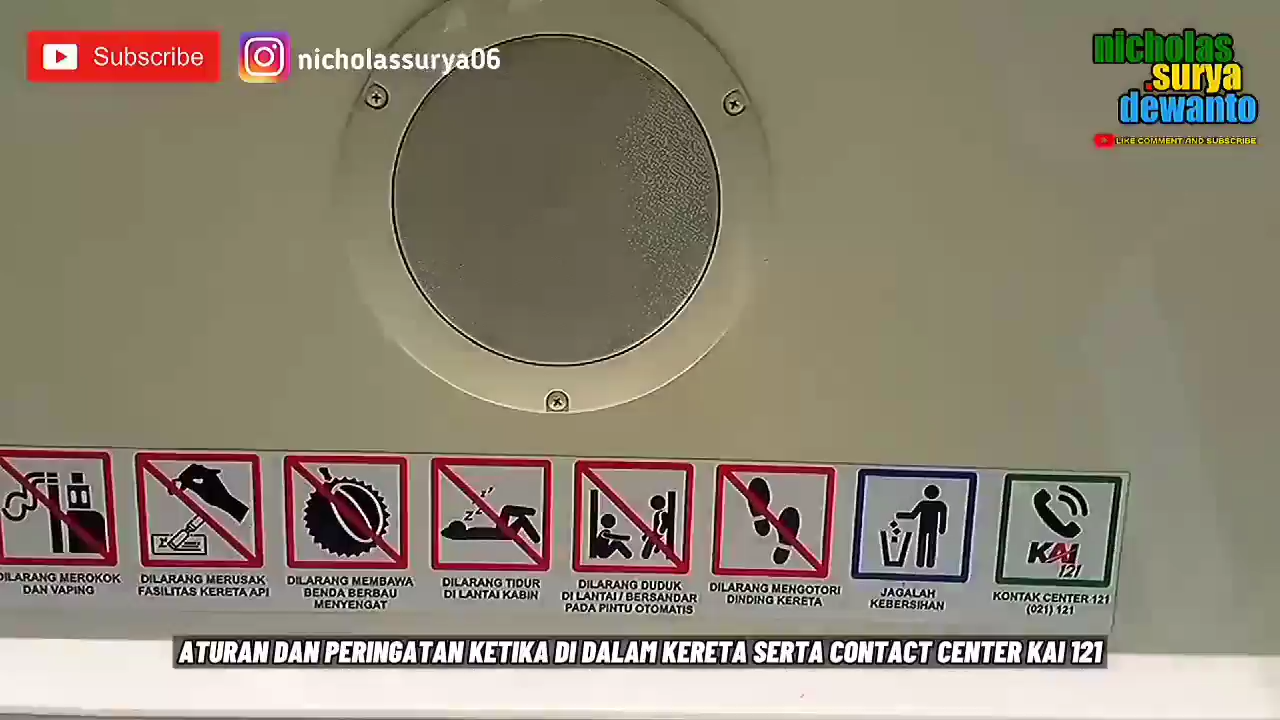 Subscribe
nicholassurya06
nicholas
surya
dewanto
LIKE COMMENT AND SUBSCRIBE
DILARANG MEROKOK
DAN VAPING
DILARANG MERUSAK
FASILITAS KERETA API
DILARANG MEMBAWA
BENDA BERBAU
MENYENGAT
DILARANG TIDUR
DI LANTAI KABIN
DILARANG DUDUK
DI LANTAI / BERSANDAR
PADA PINTU OTOMATIS
DILARANG MENGOTORI
DINDING KERETA
JAGALAH
KEBERSIHAN
KAI
121
KONTAK CENTER 121
(021) 121
ATURAN DAN PERINGATAN KETIKA DI DALAM KERETA SERTA CONTACT CENTER KAI 121